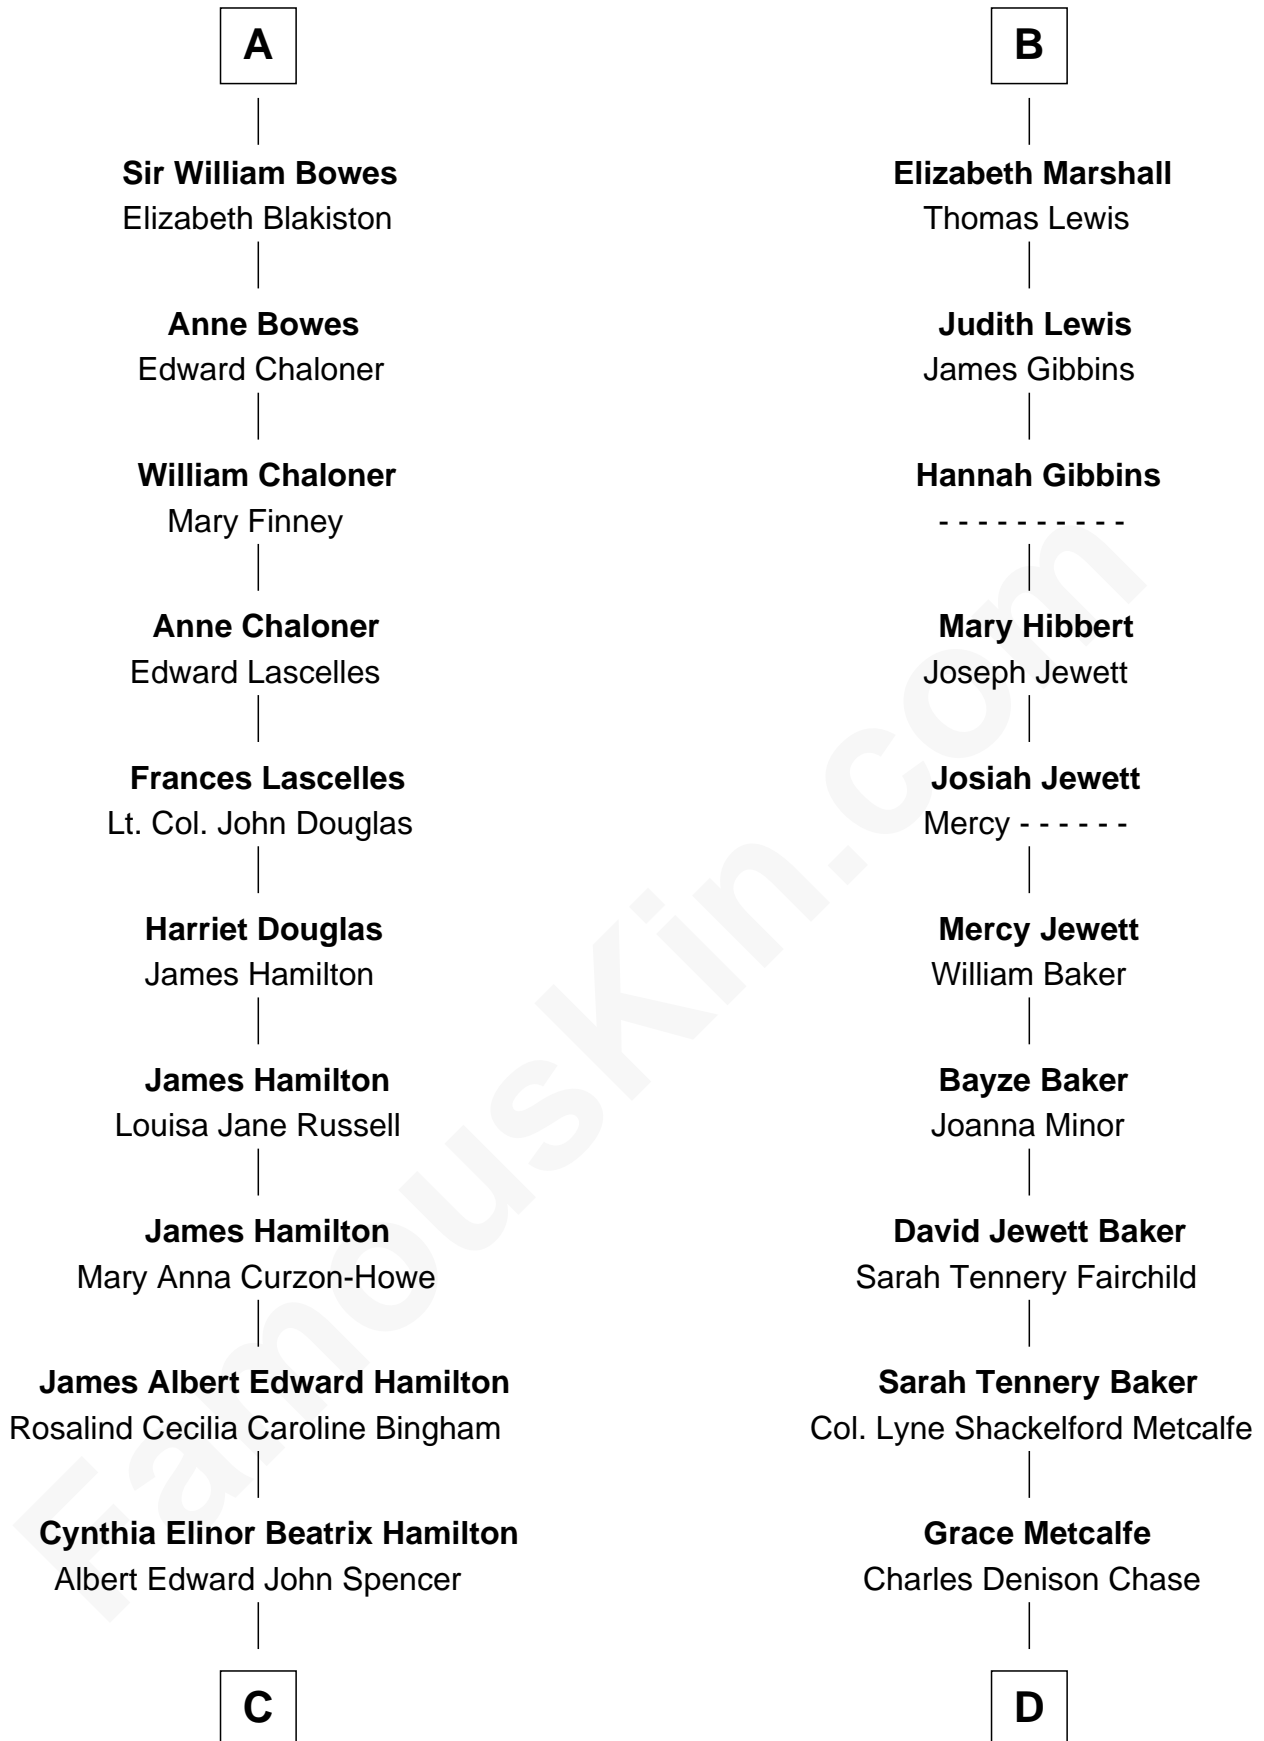 A
Sir William Bowes
Elizabeth Blakiston
Anne Bowes
Edward Chaloner
William Chaloner
Mary Finney
Anne Chaloner
Edward Lascelles
Frances Lascelles
Lt. Col. John Douglas
Harriet Douglas
James Hamilton
James Hamilton
Louisa Jane Russell
James Hamilton
Mary Anna Curzon-Howe
James Albert Edward Hamilton
Rosalind Cecilia Caroline Bingham
Cynthia Elinor Beatrix Hamilton
Albert Edward John Spencer
C
B
Elizabeth Marshall
Thomas Lewis
Judith Lewis
James Gibbins
Hannah Gibbins
- - - - - - - - - -
Mary Hibbert
Joseph Jewett
Josiah Jewett
Mercy - - - - - -
Mercy Jewett
William Baker
Bayze Baker
Joanna Minor
David Jewett Baker
Sarah Tennery Fairchild
Sarah Tennery Baker
Col. Lyne Shackelford Metcalfe
Grace Metcalfe
Charles Denison Chase
D
FamousKin.com